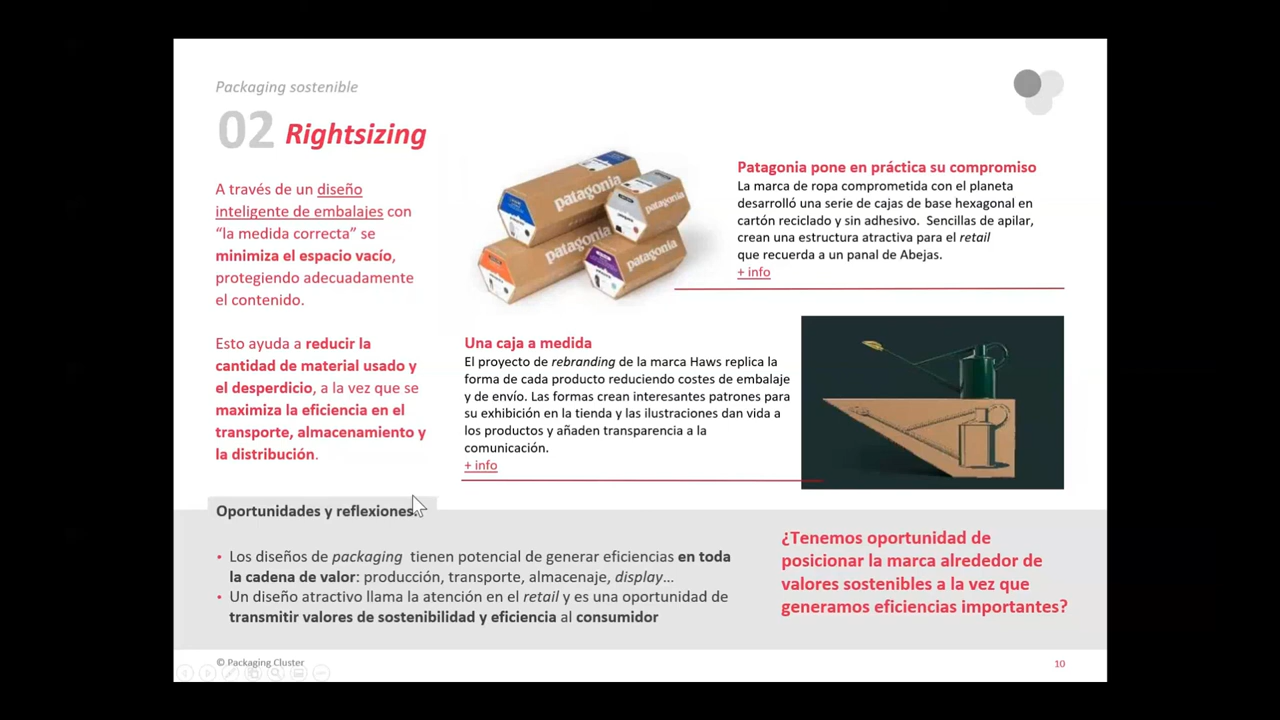 Packaging sostenible
02 Rightsizing
A través de un diseño
inteligente de embalajes con
“la medida correcta” se
minimiza el espacio vacío,
protegiendo adecuadamente
el contenido.
Esto ayuda a reducir la
cantidad de material usado y
el desperdicio, a la vez que se
maximiza la eficiencia en el
transporte, almacenamiento y
la distribución.
patagonia
patagonia
patagonia
patagonia
Patagonia pone en práctica su compromiso
La marca de ropa comprometida con el planeta
desarrolló una serie de cajas de base hexagonal en
cartón reciclado y sin adhesivo. Sencillas de apilar,
crean una estructura atractiva para el retail
que recuerda a un panal de Abejas.
+ info
Una caja a medida
El proyecto de rebranding de la marca Haws replica la
forma de cada producto reduciendo costes de embalaje
y de envío. Las formas crean interesantes patrones para
su exhibición en la tienda y las ilustraciones dan vida a
los productos y añaden transparencia a la
comunicación.
+ info
Oportunidades y reflexiones:
• Los diseños de packaging tienen potencial de generar eficiencias en toda
la cadena de valor: producción, transporte, almacenaje, display...
• Un diseño atractivo llama la atención en el retail y es una oportunidad de
transmitir valores de sostenibilidad y eficiencia al consumidor
¿Tenemos oportunidad de
posicionar la marca alrededor de
valores sostenibles a la vez que
generamos eficiencias importantes?
© Packaging Cluster
10